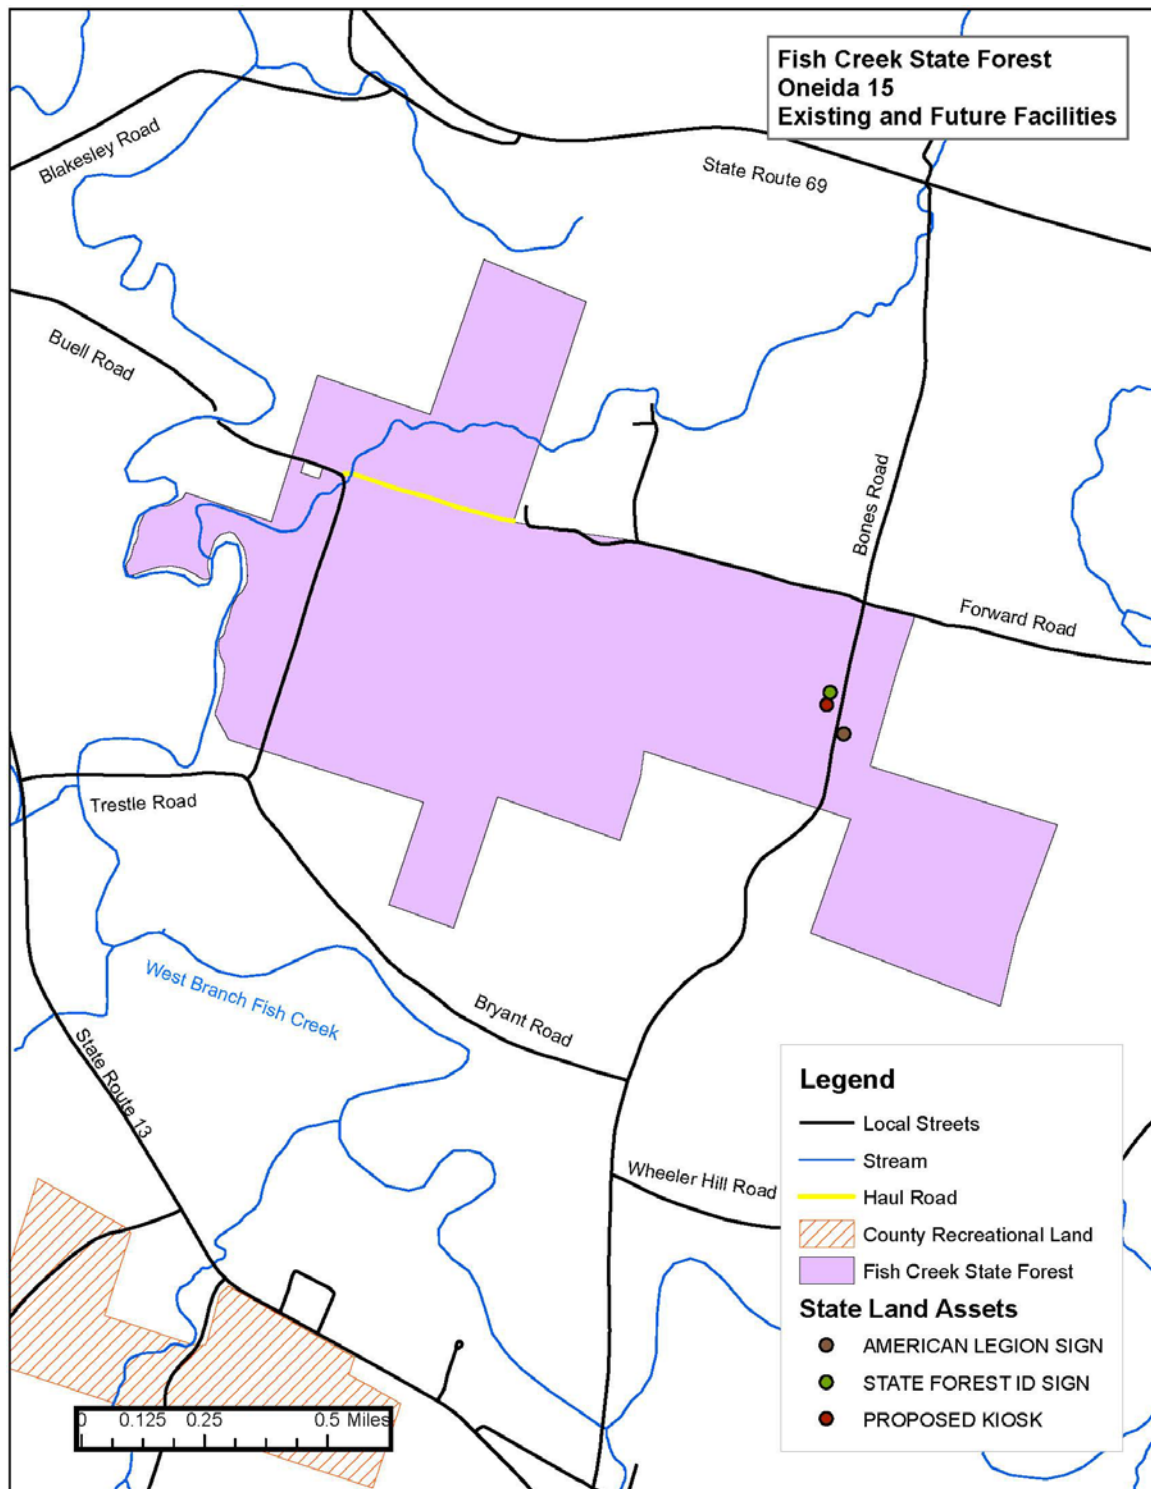 Fish Creek State Forest
Oneida 15
Existing and Future Facilities
Blakesley Road
State Route 69
Buell Road
Bones Road
Forward Road
Trestle Road
West Branch Fish Creek
Bryant Road
State Route 13
Wheeler Hill Road
Legend
Local Streets
Stream
Haul Road
County Recreational Land
Fish Creek State Forest
State Land Assets
AMERICAN LEGION SIGN
STATE FOREST ID SIGN
PROPOSED KIOSK
0 0.125 0.25 0.5 Miles